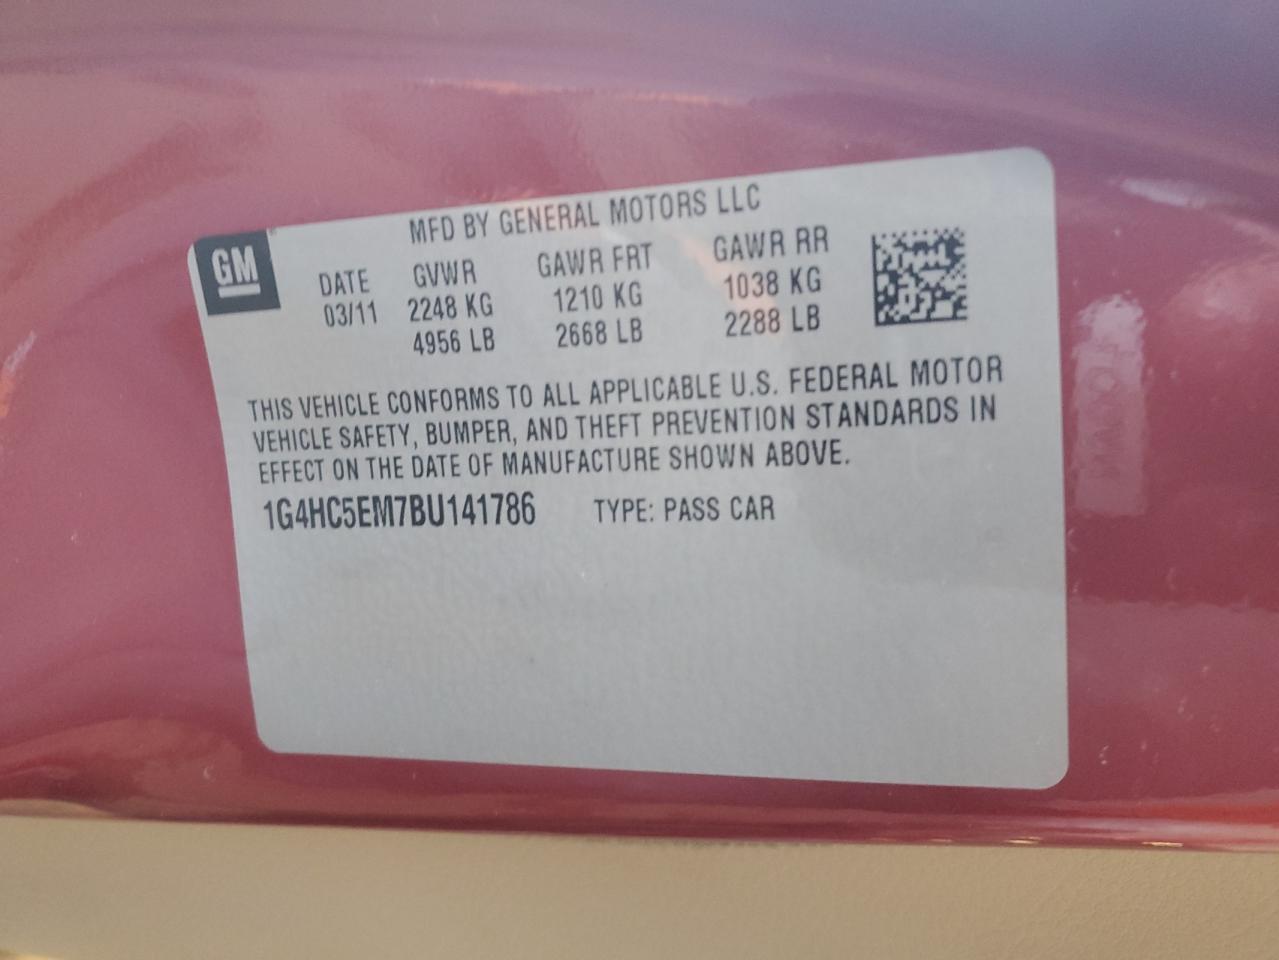 GM
MFD BY GENERAL MOTORS LLC
DATE GVWR GAWR FRT GAWR RR
03/11 2248 KG 1210 KG 1038 KG
4956 LB 2668 LB 2288 LB
THIS VEHICLE CONFORMS TO ALL APPLICABLE U.S. FEDERAL MOTOR
VEHICLE SAFETY, BUMPER, AND THEFT PREVENTION STANDARDS IN
EFFECT ON THE DATE OF MANUFACTURE SHOWN ABOVE.
1G4HC5EM7BU141786 TYPE: PASS CAR